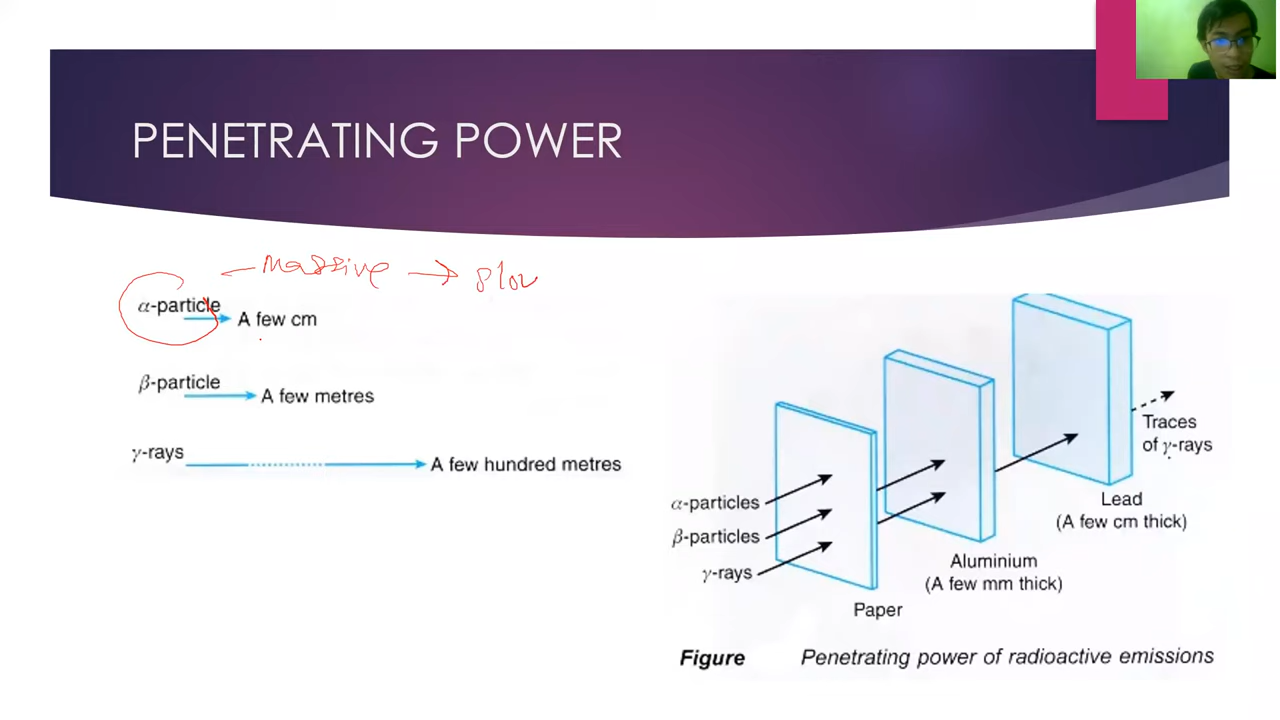 PENETRATING POWER
massive → slow
α-particle
A few cm
β-particle
A few metres
γ-rays
A few hundred metres
α-particles
β-particles
γ-rays
Paper
Aluminium
(A few mm thick)
Lead
(A few cm thick)
Traces
of γ-rays
Figure Penetrating power of radioactive emissions